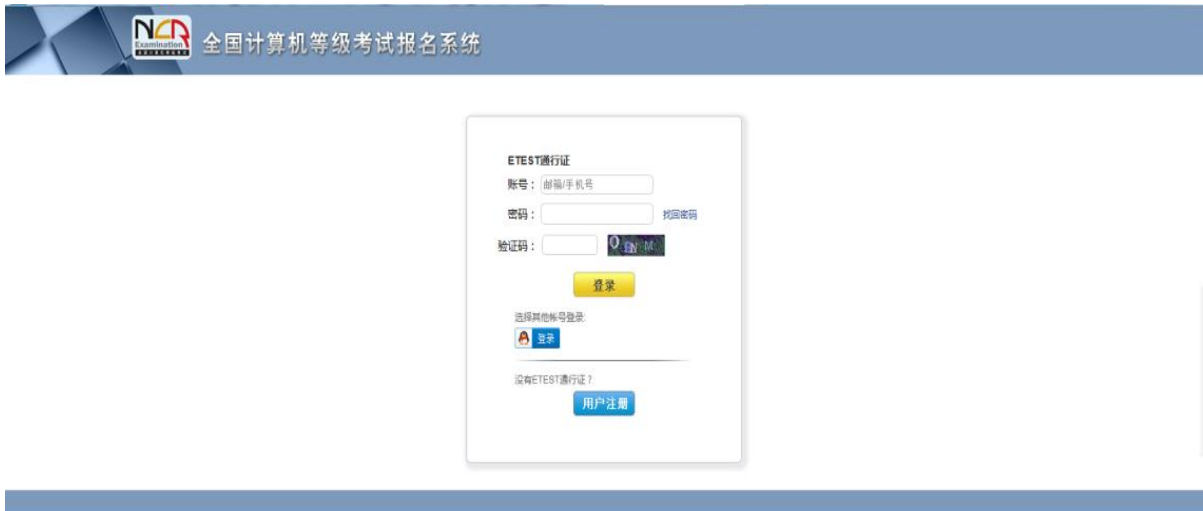 NCR
Examination
全国计算机等级考试报名系统
ETEST通行证
账号： 邮箱/手机号
密码： 找回密码
验证码：
登录
选择其他帐号登录:
登录
没有ETEST通行证？
用户注册